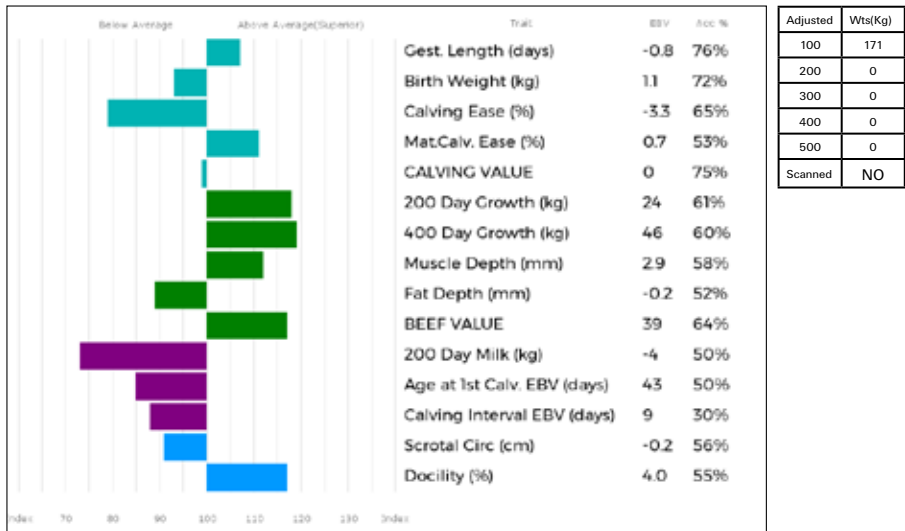 Below Average Above Average(Superior) Trait EBV Acc %
Gest. Length (days) -0.8 76%
Birth Weight (kg) 1.1 72%
Calving Ease (%) -3.3 65%
Mat.Calv. Ease (%) 0.7 53%
CALVING VALUE 0 75%
200 Day Growth (kg) 24 61%
400 Day Growth (kg) 46 60%
Muscle Depth (mm) 2.9 58%
Fat Depth (mm) -0.2 52%
BEEF VALUE 39 64%
200 Day Milk (kg) -4 50%
Age at 1st Calv. EBV (days) 43 50%
Calving Interval EBV (days) 9 30%
Scrotal Circ (cm) -0.2 56%
Docility (%) 4.0 55%
70 80 90 100 110 120 130 Index
Adjusted Wts(Kg)
100 171
200 0
300 0
400 0
500 0
Scanned NO